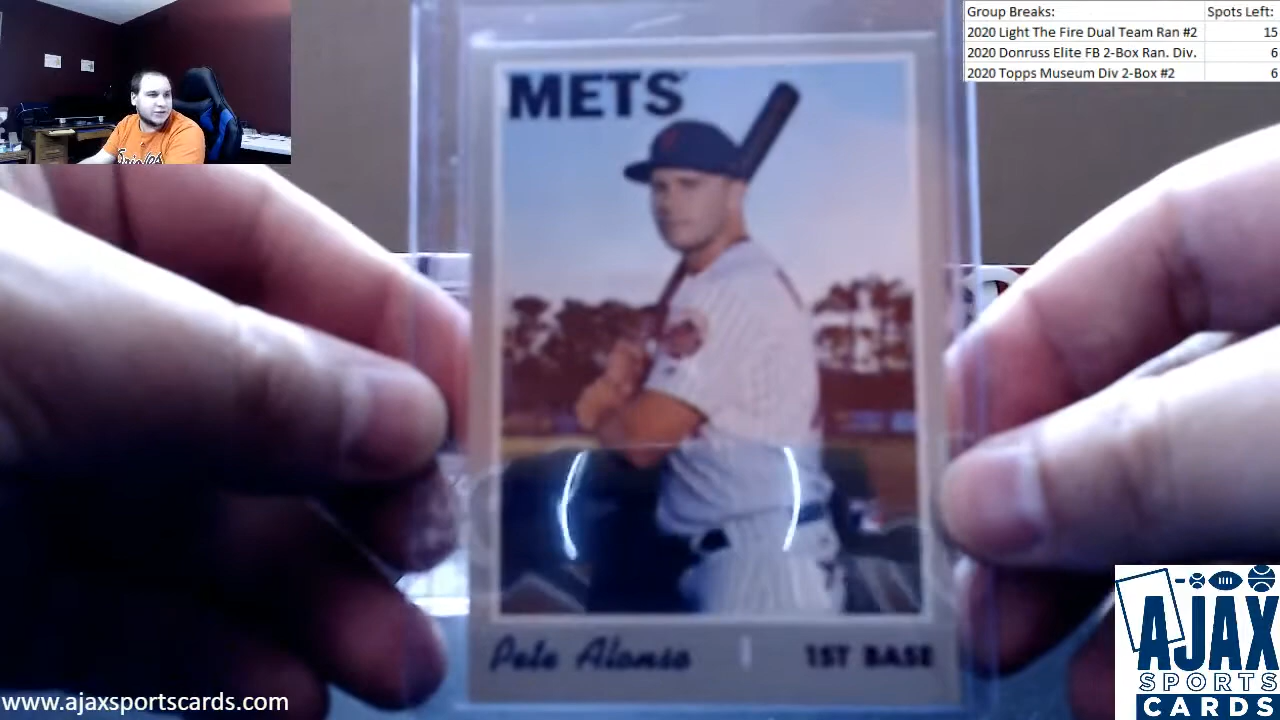 Group Breaks: Spots Left:
2020 Light The Fire Dual Team Ran #2 15
2020 Donruss Elite FB 2-Box Ran. Div. 6
2020 Topps Museum Div 2-Box #2 6
METS
Pete Alonso 1ST BASE
www.ajaxsportscards.com
AJAX
SPORTS
CARDS